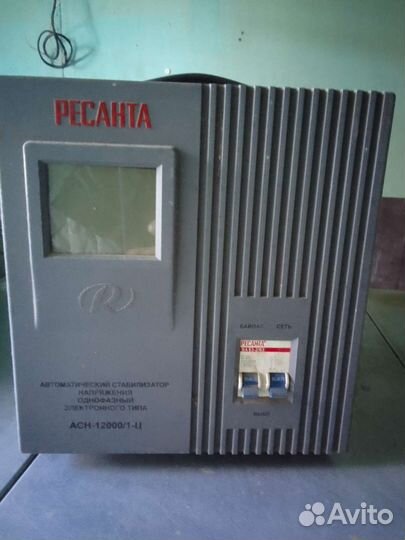 РЕСАНТА
R
БАЙПАС СЕТЬ
РЕСАНТА
АВТОМАТИЧЕСКИЙ СТАБИЛИЗАТОР
НАПРЯЖЕНИЯ
ОДНОФАЗНЫЙ
ЭЛЕКТРОННОГО ТИПА
АСН-12000/1-Ц
Avito